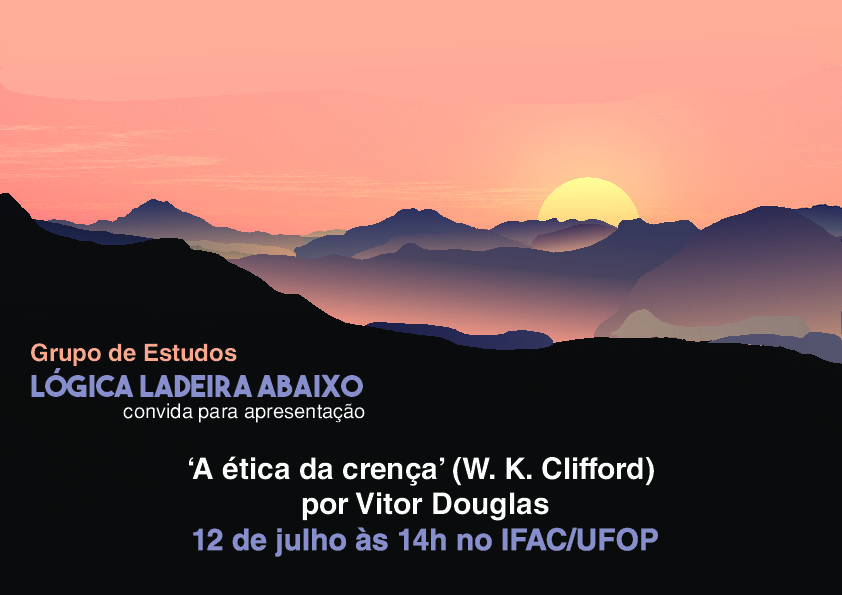 Grupo de Estudos
LÓGICA LADEIRA ABAIXO
convida para apresentação
‘A ética da crença’ (W. K. Clifford)
por Vitor Douglas
12 de julho às 14h no IFAC/UFOP